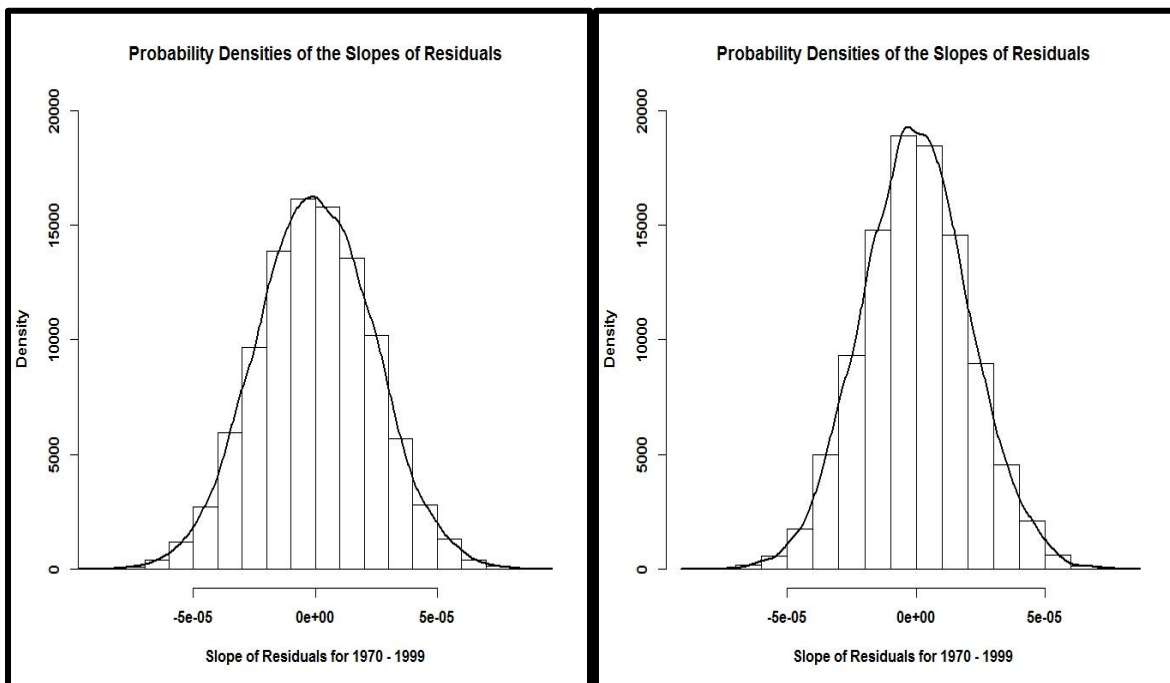 Probability Densities of the Slopes of Residuals
20000
15000
10000
5000
0
Density
-5e-05 0e+00 5e-05
Slope of Residuals for 1970 - 1999
Probability Densities of the Slopes of Residuals
20000
15000
10000
5000
0
Density
-5e-05 0e+00 5e-05
Slope of Residuals for 1970 - 1999